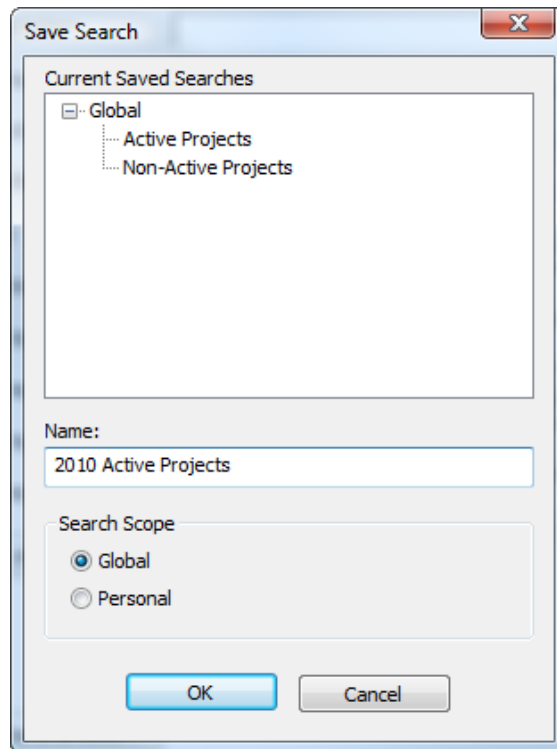 Save Search
Current Saved Searches
Global
Active Projects
Non-Active Projects
Name:
2010 Active Projects
Search Scope
Global
Personal
OK
Cancel